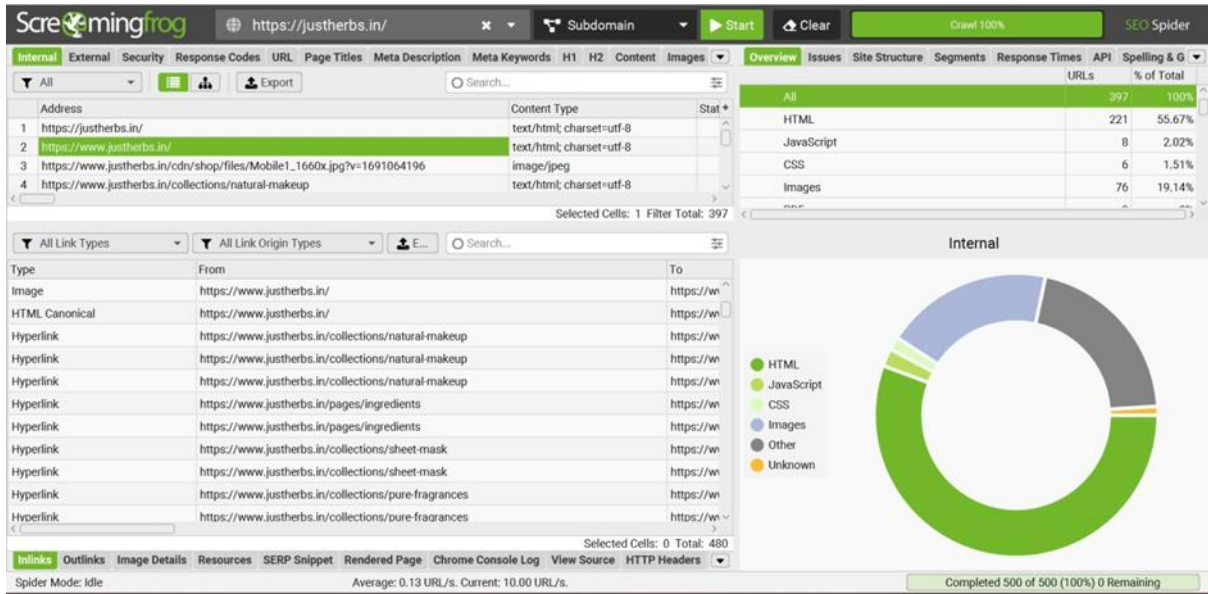 Screamingfrog https://justherbs.in/ Subdomain Start Clear Crawl 100% SEO Spider
Internal External Security Response Codes URL Page Titles Meta Description Meta Keywords H1 H2 Content Images
Overview Issues Site Structure Segments Response Times API Spelling & G
All Export Search...
URLs % of Total
Address Content Type Stat
1 https://justherbs.in/ text/html; charset=utf-8
2 https://www.justherbs.in/ text/html; charset=utf-8
3 https://www.justherbs.in/cdn/shop/files/Mobile1_1660x.jpg?v=1691064196 image/jpeg
4 https://www.justherbs.in/collections/natural-makeup text/html; charset=utf-8
Selected Cells: 1 Filter Total: 397
All 397 100%
HTML 221 55.67%
JavaScript 8 2.02%
CSS 6 1.51%
Images 76 19.14%
All Link Types All Link Origin Types E... Search...
Type From To
Image https://www.justherbs.in/
HTML Canonical https://www.justherbs.in/
Hyperlink https://www.justherbs.in/collections/natural-makeup
Hyperlink https://www.justherbs.in/collections/natural-makeup
Hyperlink https://www.justherbs.in/collections/natural-makeup
Hyperlink https://www.justherbs.in/pages/ingredients
Hyperlink https://www.justherbs.in/pages/ingredients
Hyperlink https://www.justherbs.in/collections/sheet-mask
Hyperlink https://www.justherbs.in/collections/sheet-mask
Hyperlink https://www.justherbs.in/collections/pure-fragrances
Hyperlink https://www.justherbs.in/collections/pure-fragrances
Selected Cells: 0 Total: 480
Internal
HTML
JavaScript
CSS
Images
Other
Unknown
Inlinks Outlinks Image Details Resources SERP Snippet Rendered Page Chrome Console Log View Source HTTP Headers
Spider Mode: Idle Average: 0.13 URL/s. Current: 10.00 URL/s. Completed 500 of 500 (100%) 0 Remaining